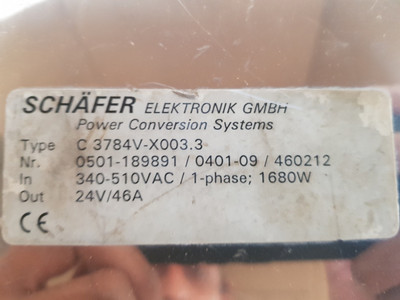 SCHÄFER ELEKTRONIK GMBH
Power Conversion Systems
Type C 3784V-X003.3
Nr. 0501-189891 / 0401-09 / 460212
In 340-510VAC / 1-phase; 1680W
Out 24V/46A
CE